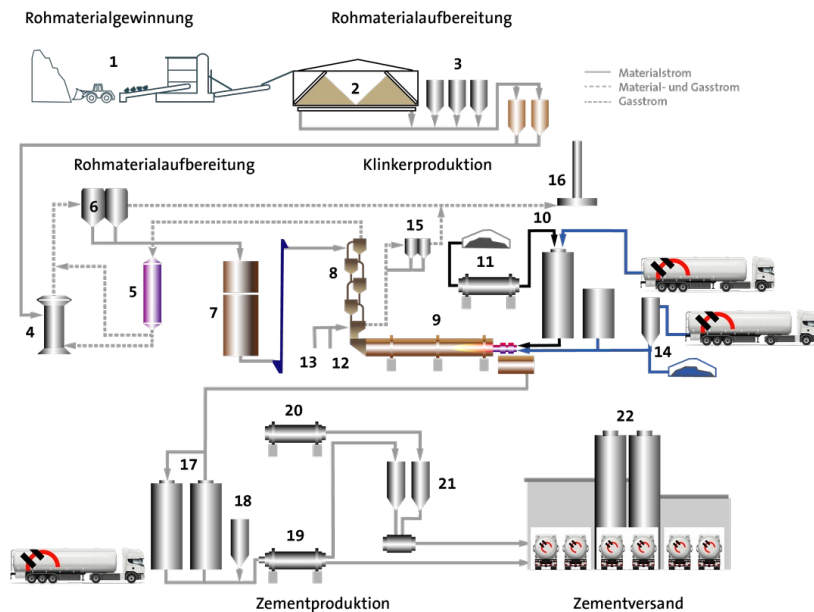 Rohmaterialgewinnung
Rohmaterialaufbereitung
1
2
3
Materialstrom
Material- und Gasstrom
Gasstrom
Rohmaterialaufbereitung
Klinkerproduktion
16
6
15
10
11
8
5
7
4
9
13
12
14
20
22
17
21
18
19
Zementproduktion
Zementversand